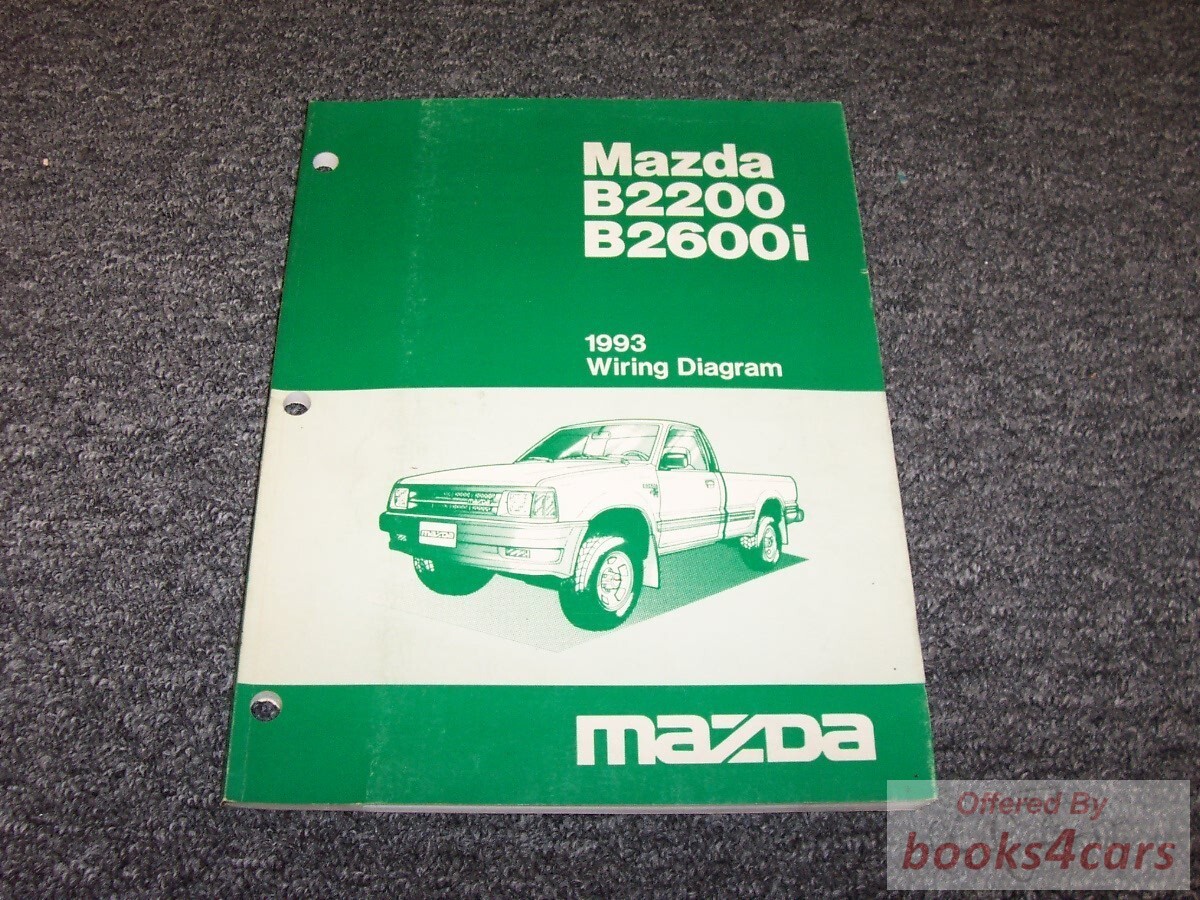 Mazda
B2200
B2600i
1993
Wiring Diagram
mazda
mazda
Offered By
books4cars